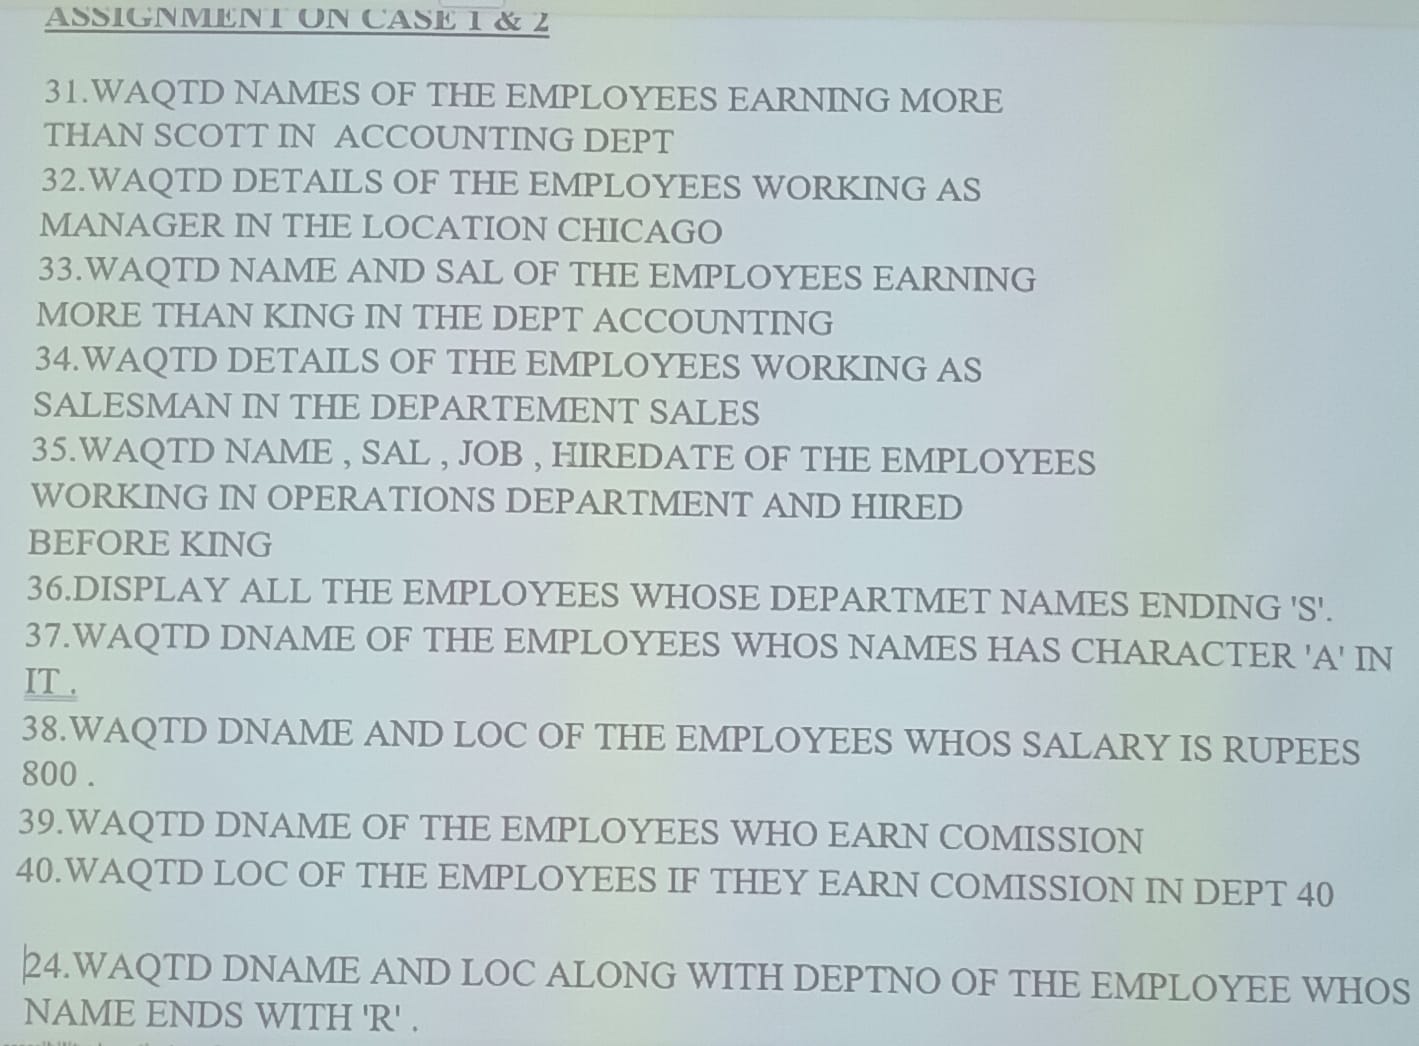 ASSIGNMENT ON CASE 1 & 2
31.WAQTD NAMES OF THE EMPLOYEES EARNING MORE
THAN SCOTT IN ACCOUNTING DEPT
32.WAQTD DETAILS OF THE EMPLOYEES WORKING AS
MANAGER IN THE LOCATION CHICAGO
33.WAQTD NAME AND SAL OF THE EMPLOYEES EARNING
MORE THAN KING IN THE DEPT ACCOUNTING
34.WAQTD DETAILS OF THE EMPLOYEES WORKING AS
SALESMAN IN THE DEPARTEMENT SALES
35.WAQTD NAME , SAL , JOB , HIREDATE OF THE EMPLOYEES
WORKING IN OPERATIONS DEPARTMENT AND HIRED
BEFORE KING
36.DISPLAY ALL THE EMPLOYEES WHOSE DEPARTMET NAMES ENDING 'S'.
37.WAQTD DNAME OF THE EMPLOYEES WHOS NAMES HAS CHARACTER 'A' IN
IT .
38.WAQTD DNAME AND LOC OF THE EMPLOYEES WHOS SALARY IS RUPEES
800 .
39.WAQTD DNAME OF THE EMPLOYEES WHO EARN COMISSION
40.WAQTD LOC OF THE EMPLOYEES IF THEY EARN COMISSION IN DEPT 40
24.WAQTD DNAME AND LOC ALONG WITH DEPTNO OF THE EMPLOYEE WHOS
NAME ENDS WITH 'R' .